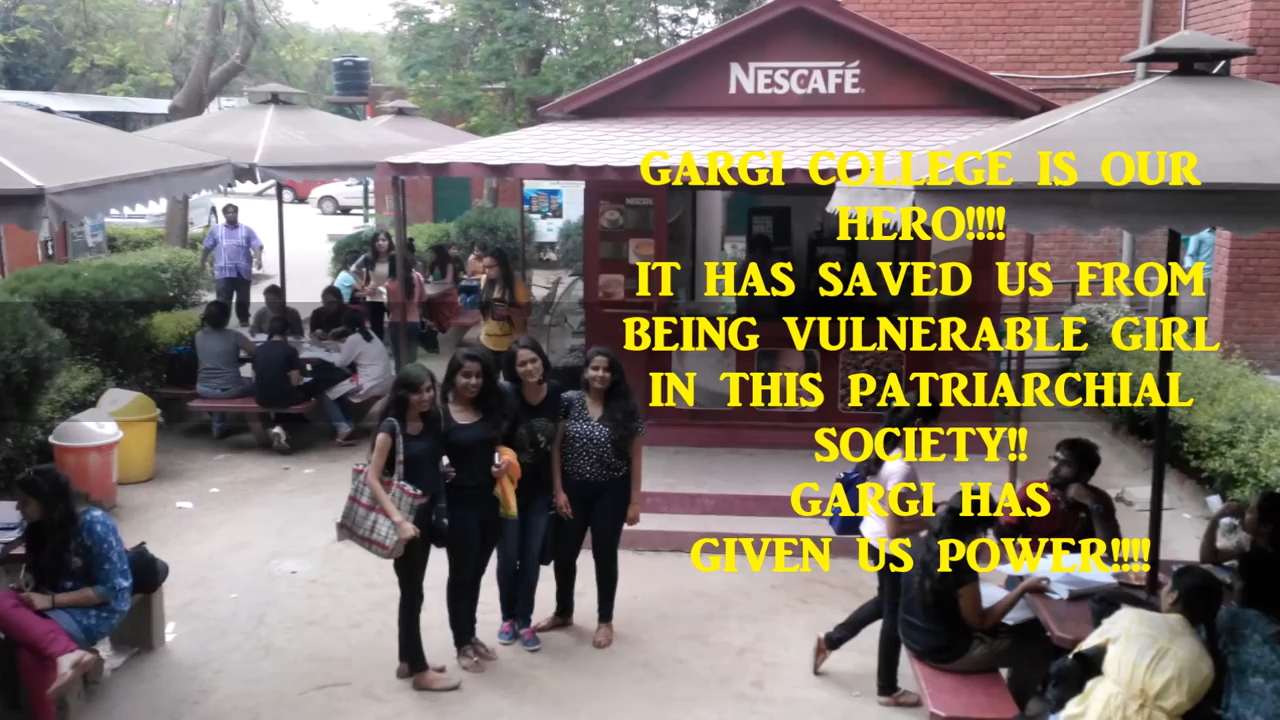 NESCAFÉ.
GARGI COLLEGE IS OUR
HERO!!!!
IT HAS SAVED US FROM
BEING VULNERABLE GIRL
IN THIS PATRIARCHIAL
SOCIETY!!
GARGI HAS
GIVEN US POWER!!!!
NESCAFÉ